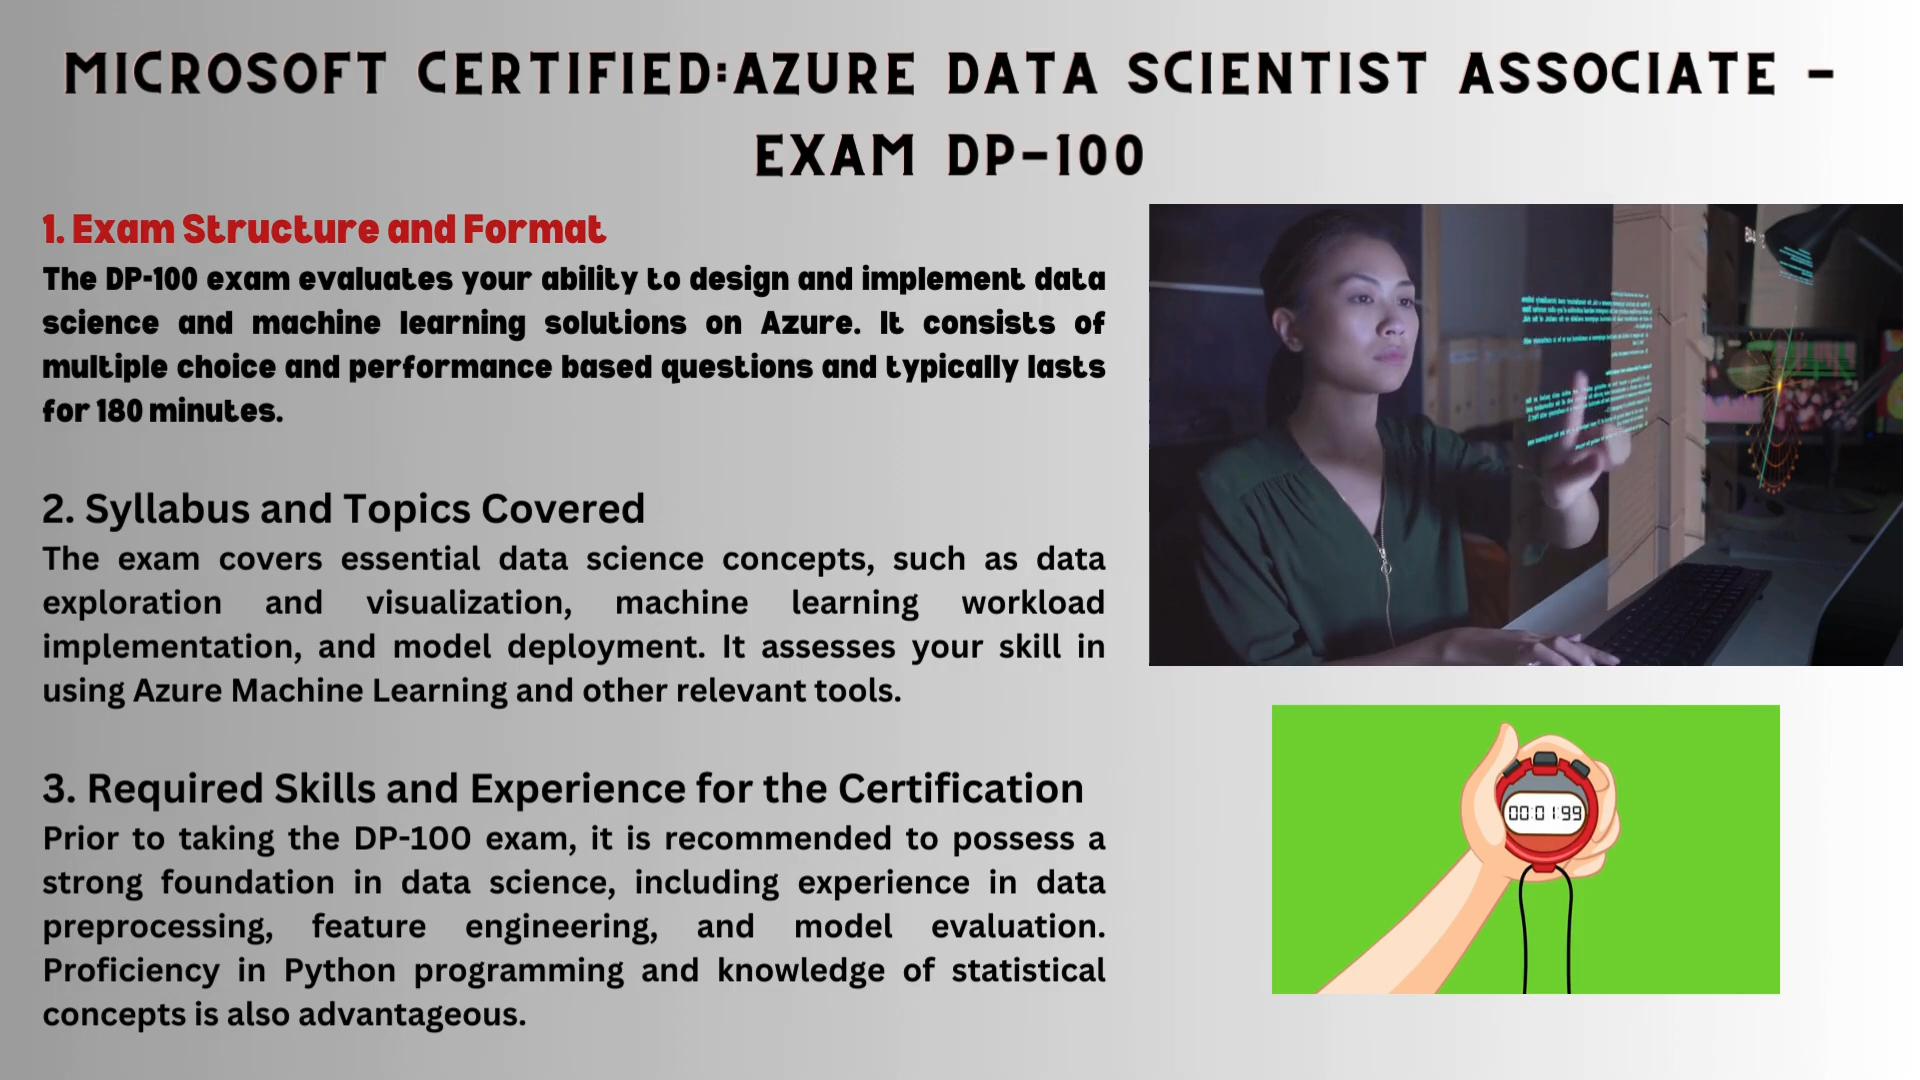 MICROSOFT CERTIFIED:AZURE DATA SCIENTIST ASSOCIATE -
EXAM DP-100
1. Exam Structure and Format
The DP-100 exam evaluates your ability to design and implement data
science and machine learning solutions on Azure. It consists of
multiple choice and performance based questions and typically lasts
for 180 minutes.
2. Syllabus and Topics Covered
The exam covers essential data science concepts, such as data
exploration and visualization, machine learning workload
implementation, and model deployment. It assesses your skill in
using Azure Machine Learning and other relevant tools.
3. Required Skills and Experience for the Certification
Prior to taking the DP-100 exam, it is recommended to possess a
strong foundation in data science, including experience in data
preprocessing, feature engineering, and model evaluation.
Proficiency in Python programming and knowledge of statistical
concepts is also advantageous.
00:01:99